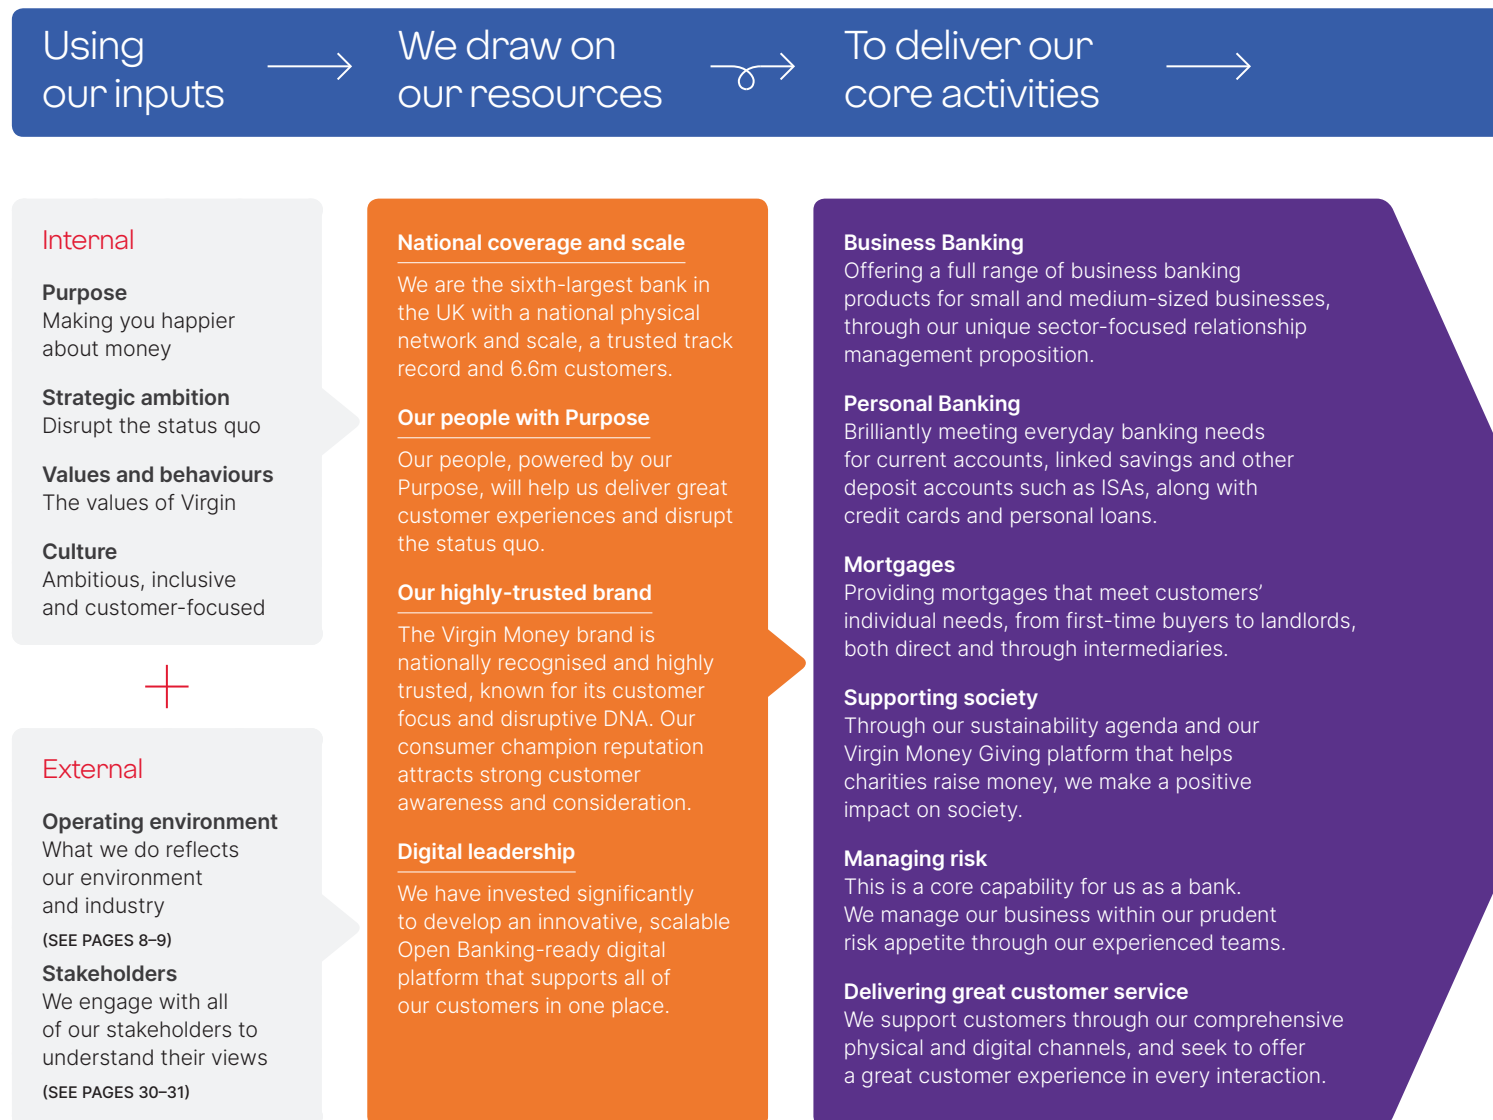 Using
our inputs
We draw on
our resources
To deliver our
core activities
Internal
Purpose
Making you happier
about money
Strategic ambition
Disrupt the status quo
Values and behaviours
The values of Virgin
Culture
Ambitious, inclusive
and customer-focused
External
Operating environment
What we do reflects
our environment
and industry
(SEE PAGES 8–9)
Stakeholders
We engage with all
of our stakeholders to
understand their views
(SEE PAGES 30–31)
National coverage and scale
We are the sixth-largest bank in
the UK with a national physical
network and scale, a trusted track
record and 6.6m customers.
Our people with Purpose
Our people, powered by our
Purpose, will help us deliver great
customer experiences and disrupt
the status quo.
Our highly-trusted brand
The Virgin Money brand is
nationally recognised and highly
trusted, known for its customer
focus and disruptive DNA. Our
consumer champion reputation
attracts strong customer
awareness and consideration.
Digital leadership
We have invested significantly
to develop an innovative, scalable
Open Banking-ready digital
platform that supports all of
our customers in one place.
Business Banking
Offering a full range of business banking
products for small and medium-sized businesses,
through our unique sector-focused relationship
management proposition.
Personal Banking
Brilliantly meeting everyday banking needs
for current accounts, linked savings and other
deposit accounts such as ISAs, along with
credit cards and personal loans.
Mortgages
Providing mortgages that meet customers’
individual needs, from first-time buyers to landlords,
both direct and through intermediaries.
Supporting society
Through our sustainability agenda and our
Virgin Money Giving platform that helps
charities raise money, we make a positive
impact on society.
Managing risk
This is a core capability for us as a bank.
We manage our business within our prudent
risk appetite through our experienced teams.
Delivering great customer service
We support customers through our comprehensive
physical and digital channels, and seek to offer
a great customer experience in every interaction.